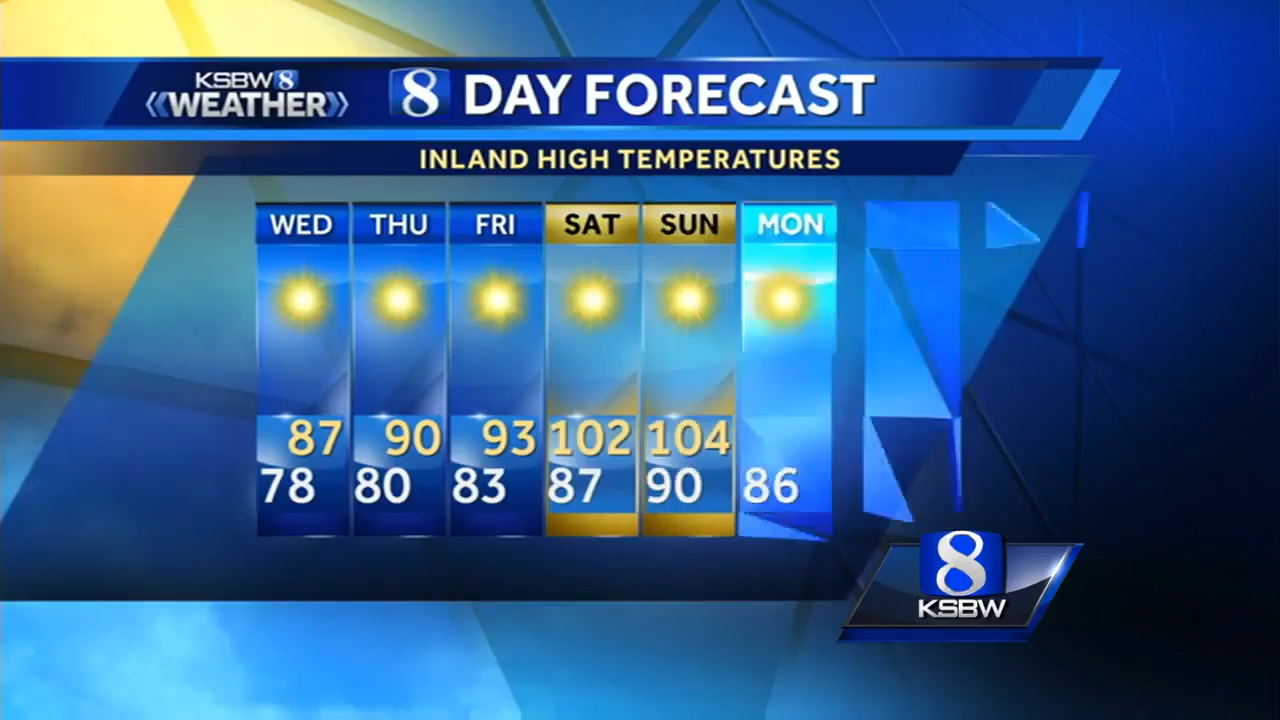 KSBW 8
WEATHER
8 DAY FORECAST
INLAND HIGH TEMPERATURES
WED THU FRI SAT SUN MON
87 90 93 102 104
78 80 83 87 90 86
8
KSBW